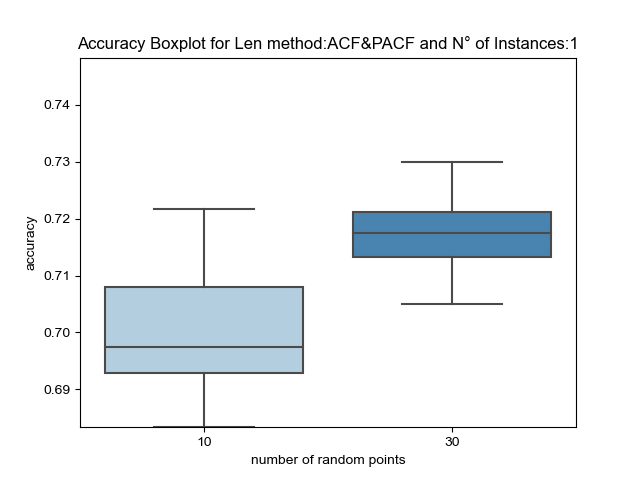 Accuracy Boxplot for Len method:ACF&PACF and N° of Instances:1
0.74
0.73
0.72
0.71
0.70
0.69
accuracy
10 30
number of random points